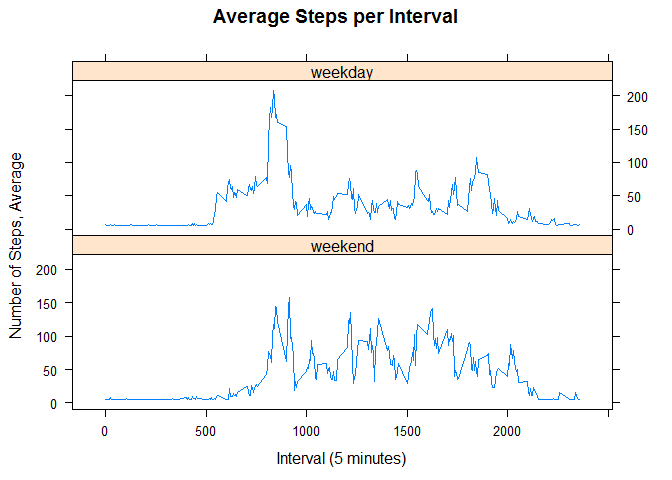 Average Steps per Interval
weekday
200
150
100
50
0
weekend
200
150
100
50
0
0 500 1000 1500 2000
Interval (5 minutes)
Number of Steps, Average